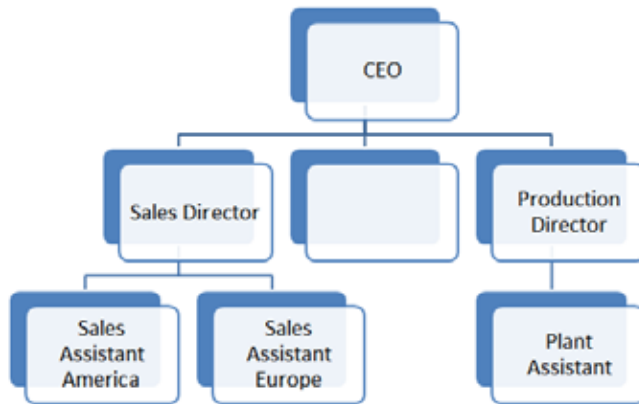 CEO
Sales Director
Production
Director
Sales
Assistant
America
Sales
Assistant
Europe
Plant
Assistant